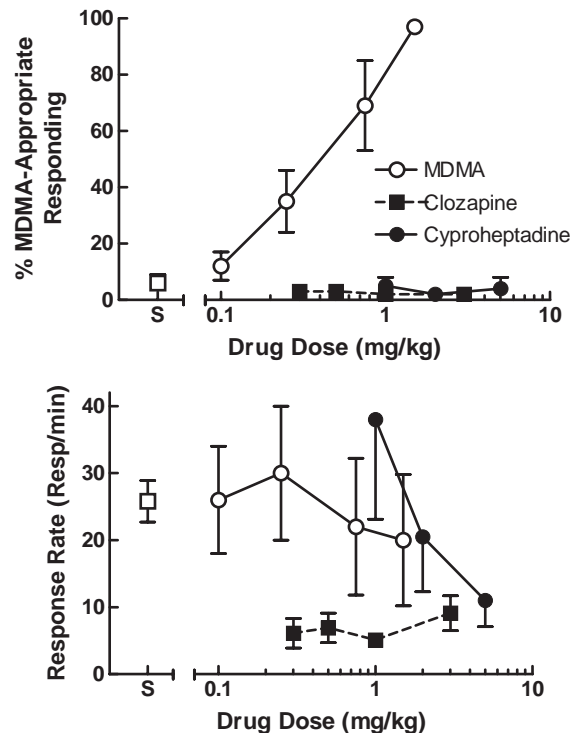 100
80
60
40
20
0
% MDMA-Appropriate
Responding
MDMA
Clozapine
Cyproheptadine
S
0.1
1
10
Drug Dose (mg/kg)
40
30
20
10
0
Response Rate (Resp/min)
S
0.1
1
10
Drug Dose (mg/kg)